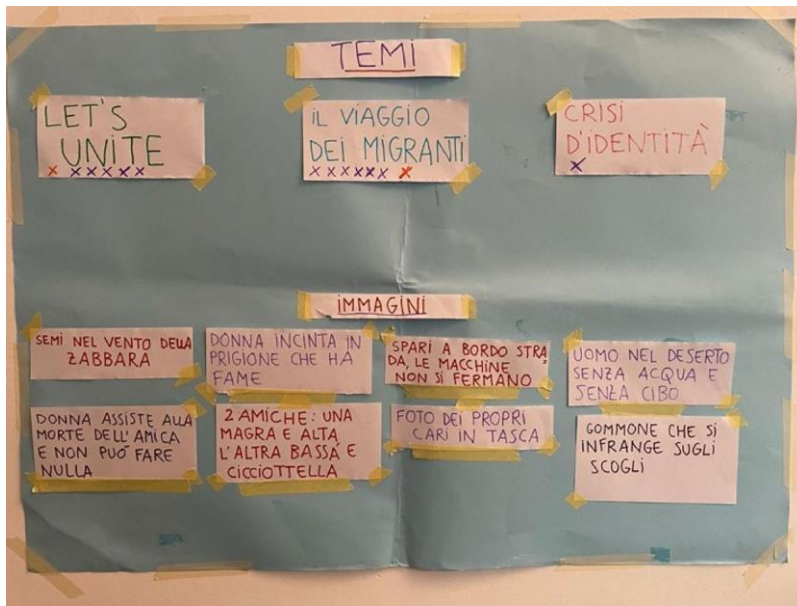 TEMI
LET'S
UNITE
x x x x x x
iL VIAGGIO
DEI MIGRANTI
x x x x x x x
CRISI
D'IDENTITÀ
x
iMMAGINI
SEMI NEL VENTO DELLA
ZABBARA
DONNA INCINTA IN
PRIGIONE CHE HA
FAME
SPARI A BORDO STRA
DA, LE MACCHINE
NON SI FERMANO
UOMO NEL DESERTO
SENZA ACQUA E
SENZA CIBO
DONNA ASSISTE ALLA
MORTE DELL'AMICA
E NON PUÓ FARE
NULLA
2 AMICHE: UNA
MAGRA E ALTA
L'ALTRA BASSA E
CICCIOTTELLA
FOTO DEI PROPRI
CARI IN TASCA
GOMMONE CHE SI
INFRANGE SUGLI
SCOGLI